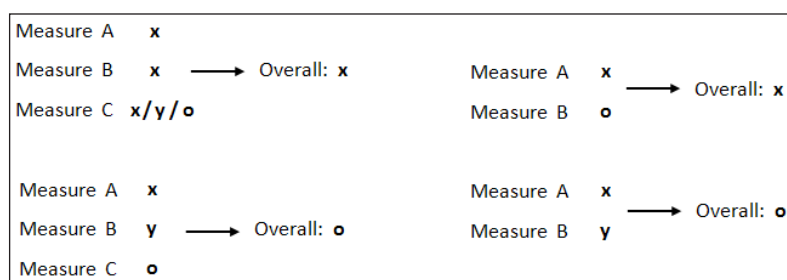 Measure A x
Measure B x Overall: x
Measure C x/y/o
Measure A x
Measure B o
Overall: x
Measure A x
Measure B y Overall: o
Measure C o
Measure A x
Measure B y
Overall: o